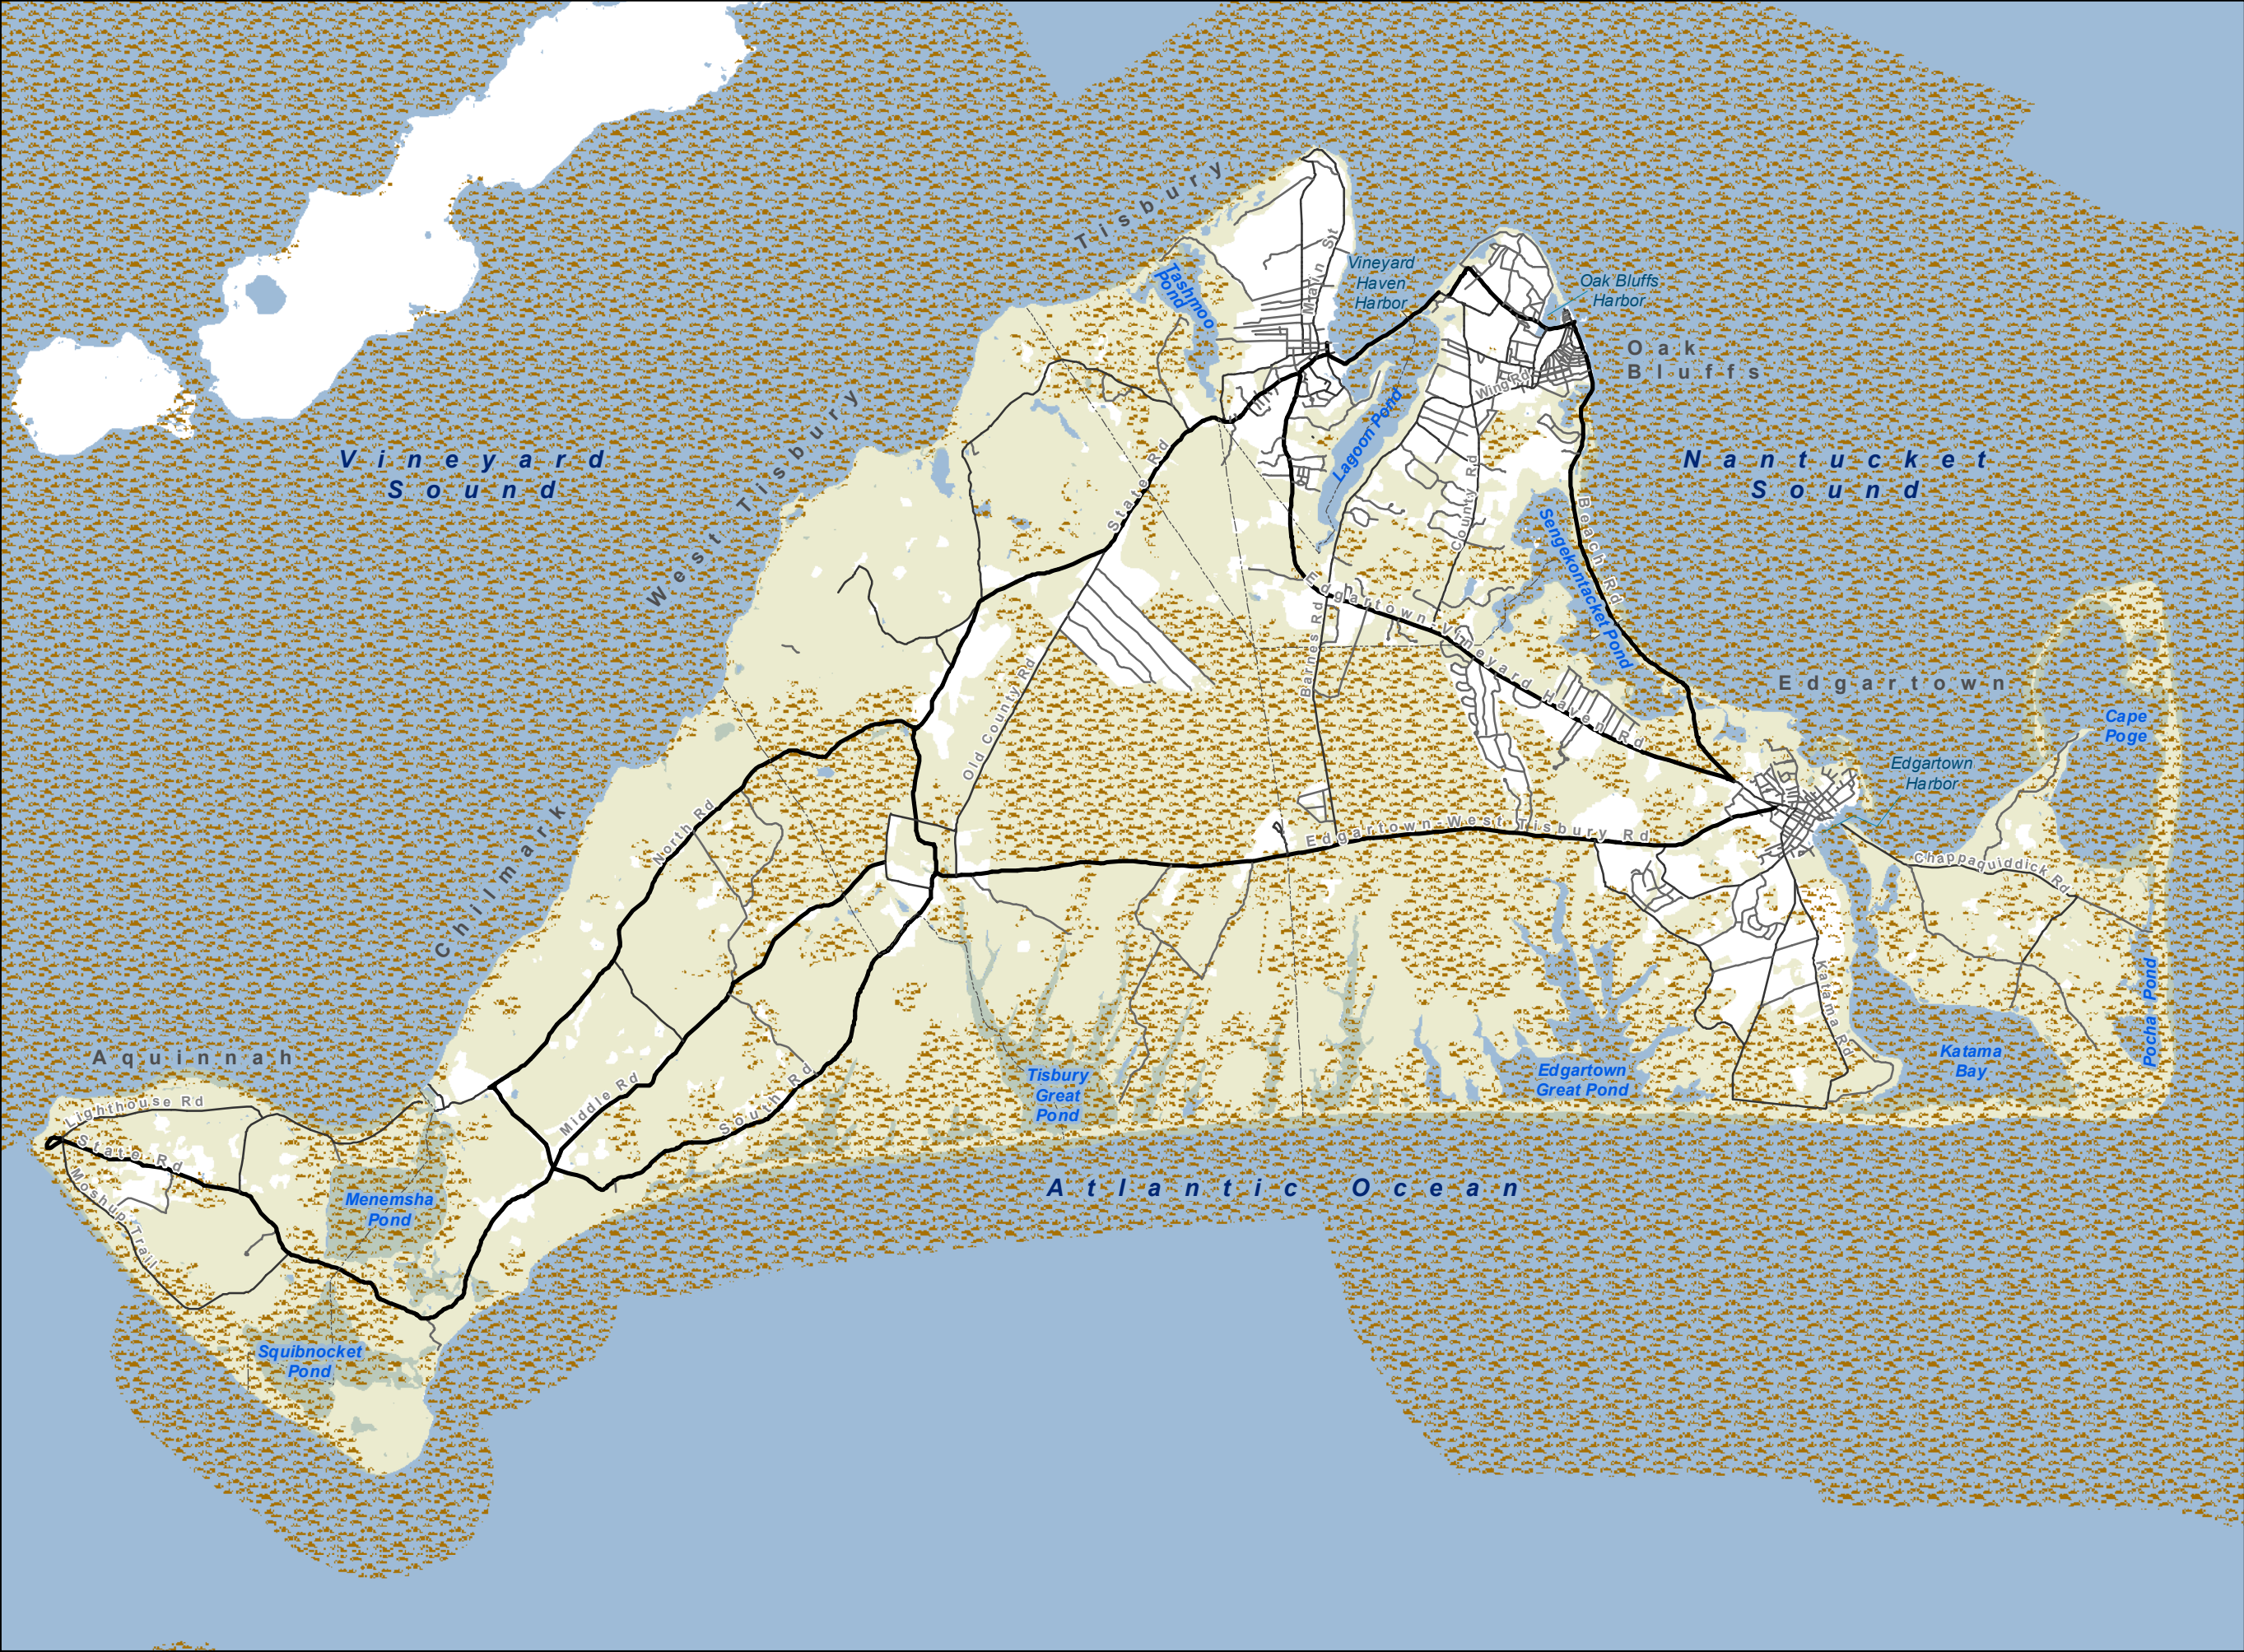 Tisbury
Tashmoo
Pond
Main St
Vineyard
Haven
Harbor
Oak Bluffs
Harbor
Oak
Bluffs
Wing Rd
Lagoon Pond
Vineyard
Sound
West Tisbury
State Rd
County Rd
Nantucket
Sound
Beach Rd
Sengekontacket Pond
Edgartown-Vineyard Haven Rd
Barnes Rd
Old County Rd
Edgartown
Cape
Poge
Edgartown
Harbor
North Rd
Chilmark
Edgartown-West Tisbury Rd
Chappaquiddick Rd
Katama Rd
Pocha Pond
Katama
Bay
Aquinnah
Lighthouse Rd
State Rd
Moshup Trail
Middle Rd
South Rd
Tisbury
Great
Pond
Edgartown
Great Pond
Menemsha
Pond
Atlantic Ocean
Squibnocket
Pond